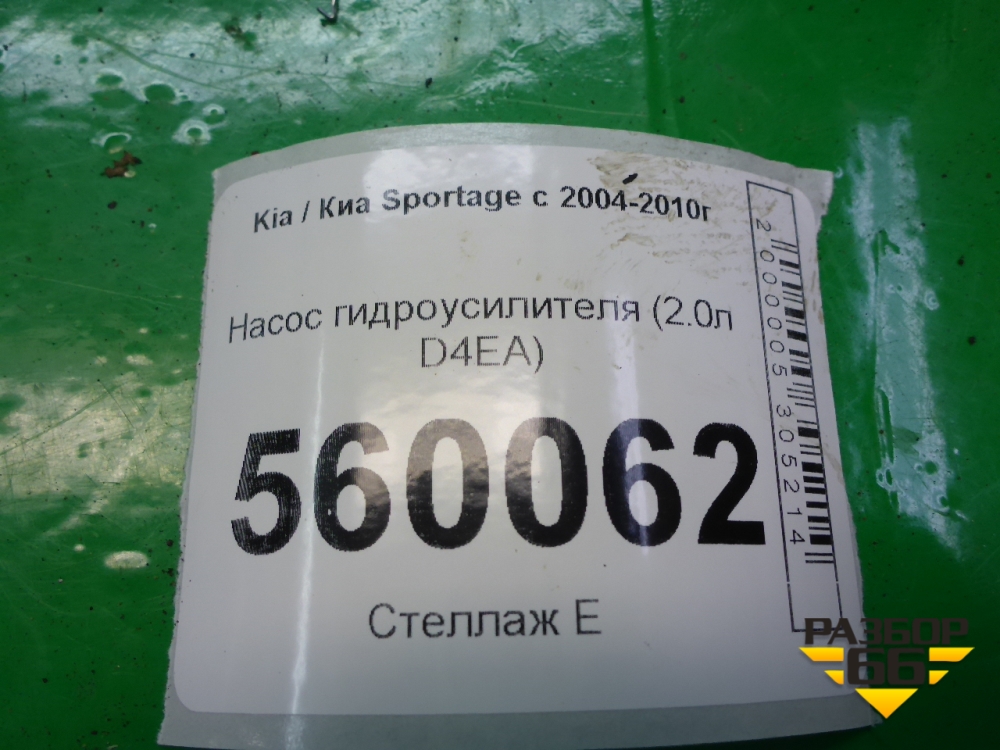 Kia / Киа Sportage с 2004-2010г
Насос гидроусилителя (2.0л
D4EA)
560062
Стеллаж E
2000005305214
РАЗБОР
66